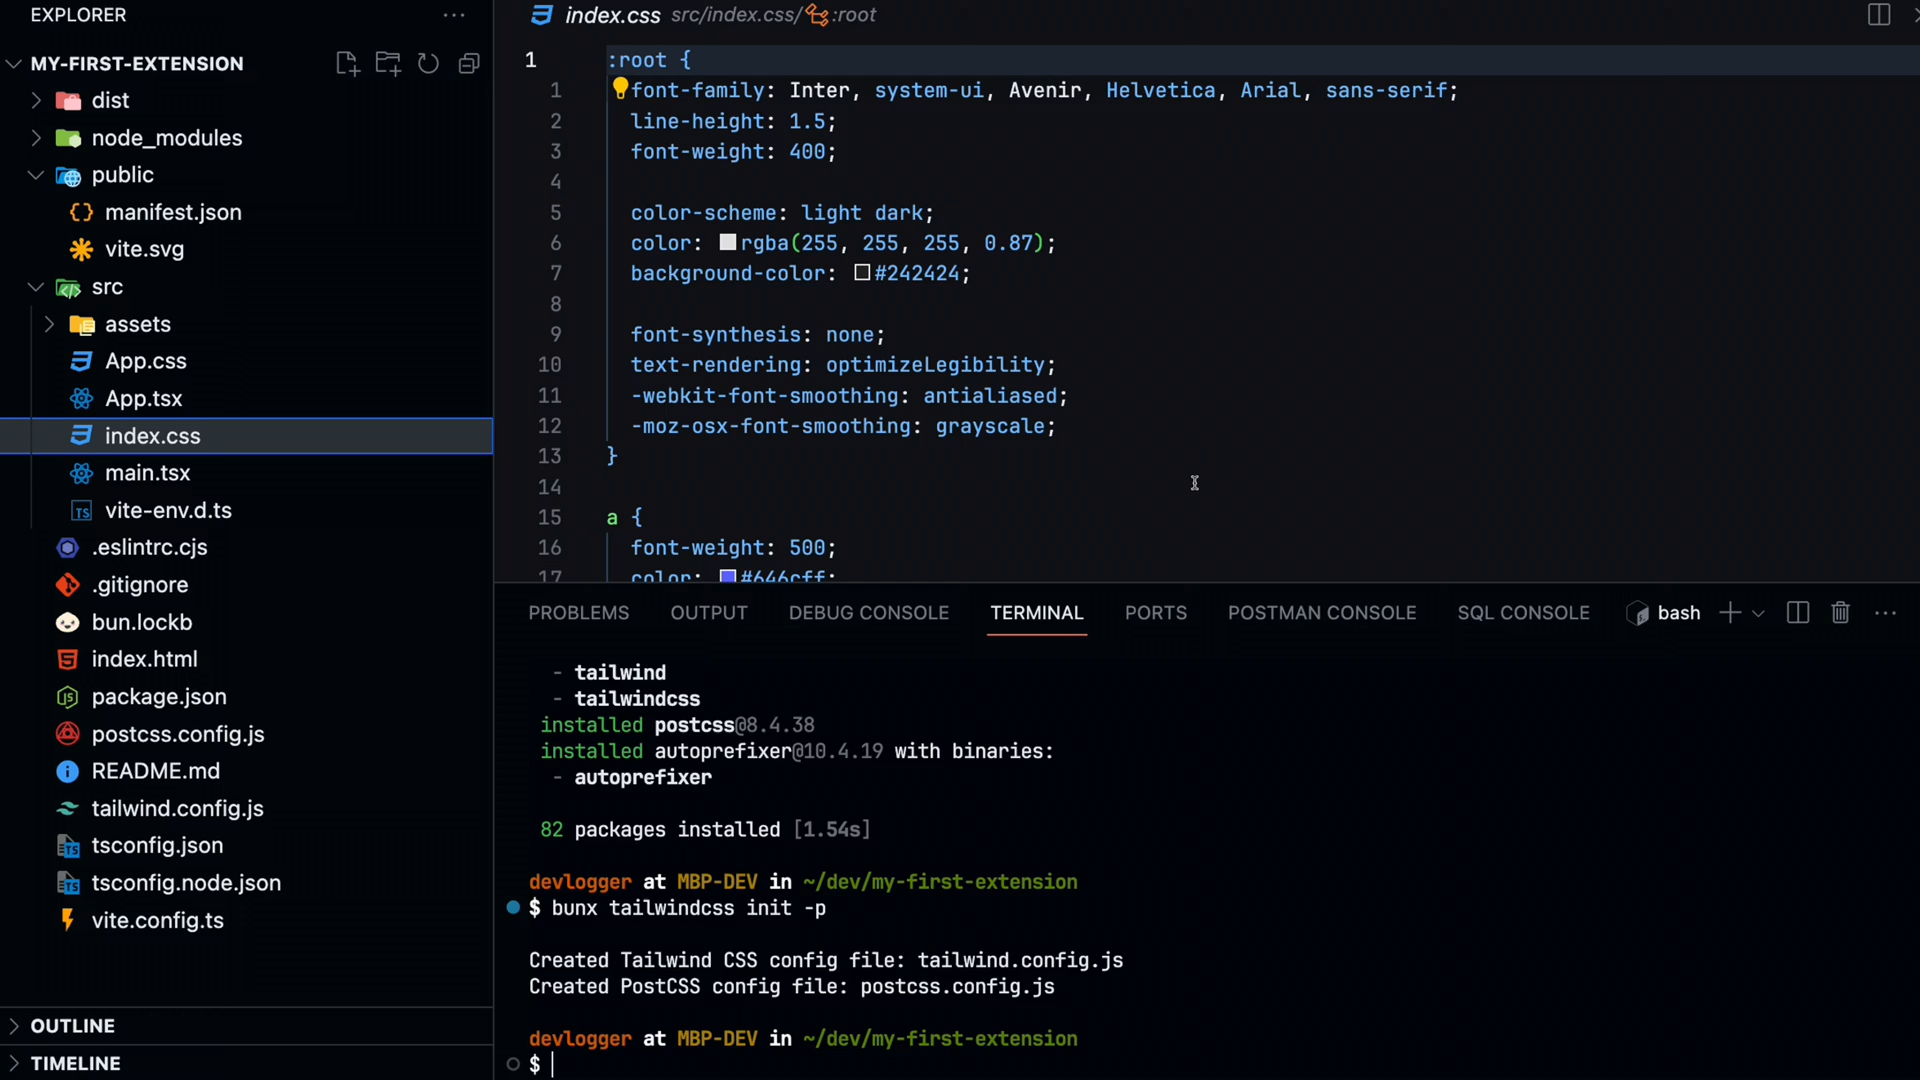 EXPLORER
MY-FIRST-EXTENSION
dist
node_modules
public
manifest.json
vite.svg
src
assets
App.css
App.tsx
index.css
main.tsx
vite-env.d.ts
.eslintrc.cjs
.gitignore
bun.lockb
index.html
package.json
postcss.config.js
README.md
tailwind.config.js
tsconfig.json
tsconfig.node.json
vite.config.ts
OUTLINE
TIMELINE
index.css src/index.css/ :root
1 :root {
1 font-family: Inter, system-ui, Avenir, Helvetica, Arial, sans-serif;
2 line-height: 1.5;
3 font-weight: 400;
4
5 color-scheme: light dark;
6 color: rgba(255, 255, 255, 0.87);
7 background-color: #242424;
8
9 font-synthesis: none;
10 text-rendering: optimizeLegibility;
11 -webkit-font-smoothing: antialiased;
12 -moz-osx-font-smoothing: grayscale;
13 }
14
15 a {
16 font-weight: 500;
17 color: #646cff;
PROBLEMS OUTPUT DEBUG CONSOLE TERMINAL PORTS POSTMAN CONSOLE SQL CONSOLE bash
- tailwind
- tailwindcss
installed postcss@8.4.38
installed autoprefixer@10.4.19 with binaries:
- autoprefixer
82 packages installed [1.54s]
devlogger at MBP-DEV in ~/dev/my-first-extension
$ bunx tailwindcss init -p
Created Tailwind CSS config file: tailwind.config.js
Created PostCSS config file: postcss.config.js
devlogger at MBP-DEV in ~/dev/my-first-extension
$